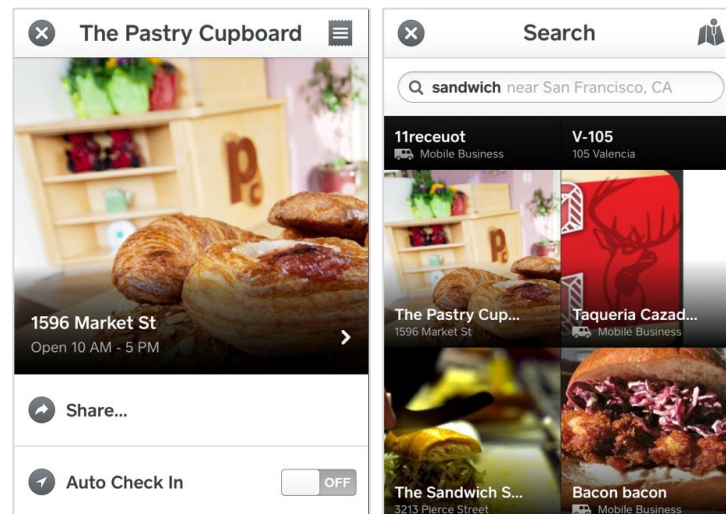 The Pastry Cupboard
pc
1596 Market St
Open 10 AM - 5 PM
Share...
Auto Check In
OFF
Search
sandwich near San Francisco, CA
11receuot
Mobile Business
V-105
105 Valencia
The Pastry Cup...
1596 Market St
Taqueria Cazad...
Mobile Business
The Sandwich S...
3213 Pierce Street
Bacon bacon
Mobile Business